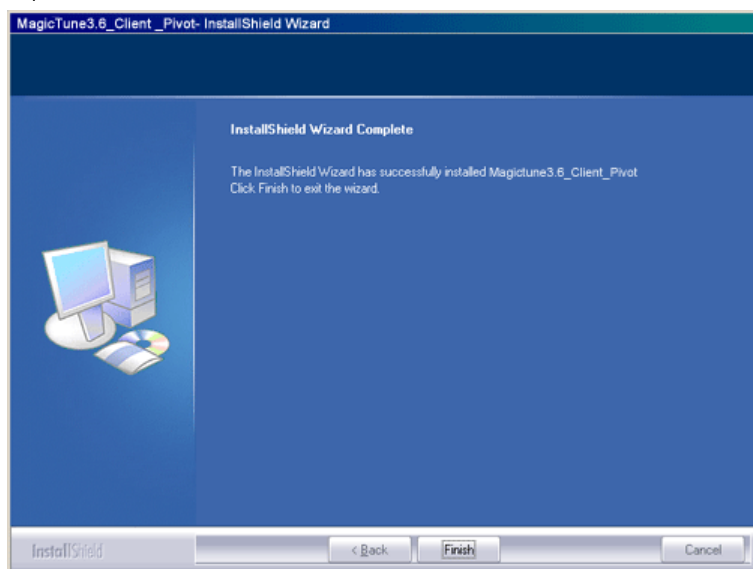 MagicTune3.6_Client _Pivot- InstallShield Wizard
InstallShield Wizard Complete
The InstallShield Wizard has successfully installed Magictune3.6_Client_Pivot
Click Finish to exit the wizard.
InstallShield
< Back
Finish
Cancel